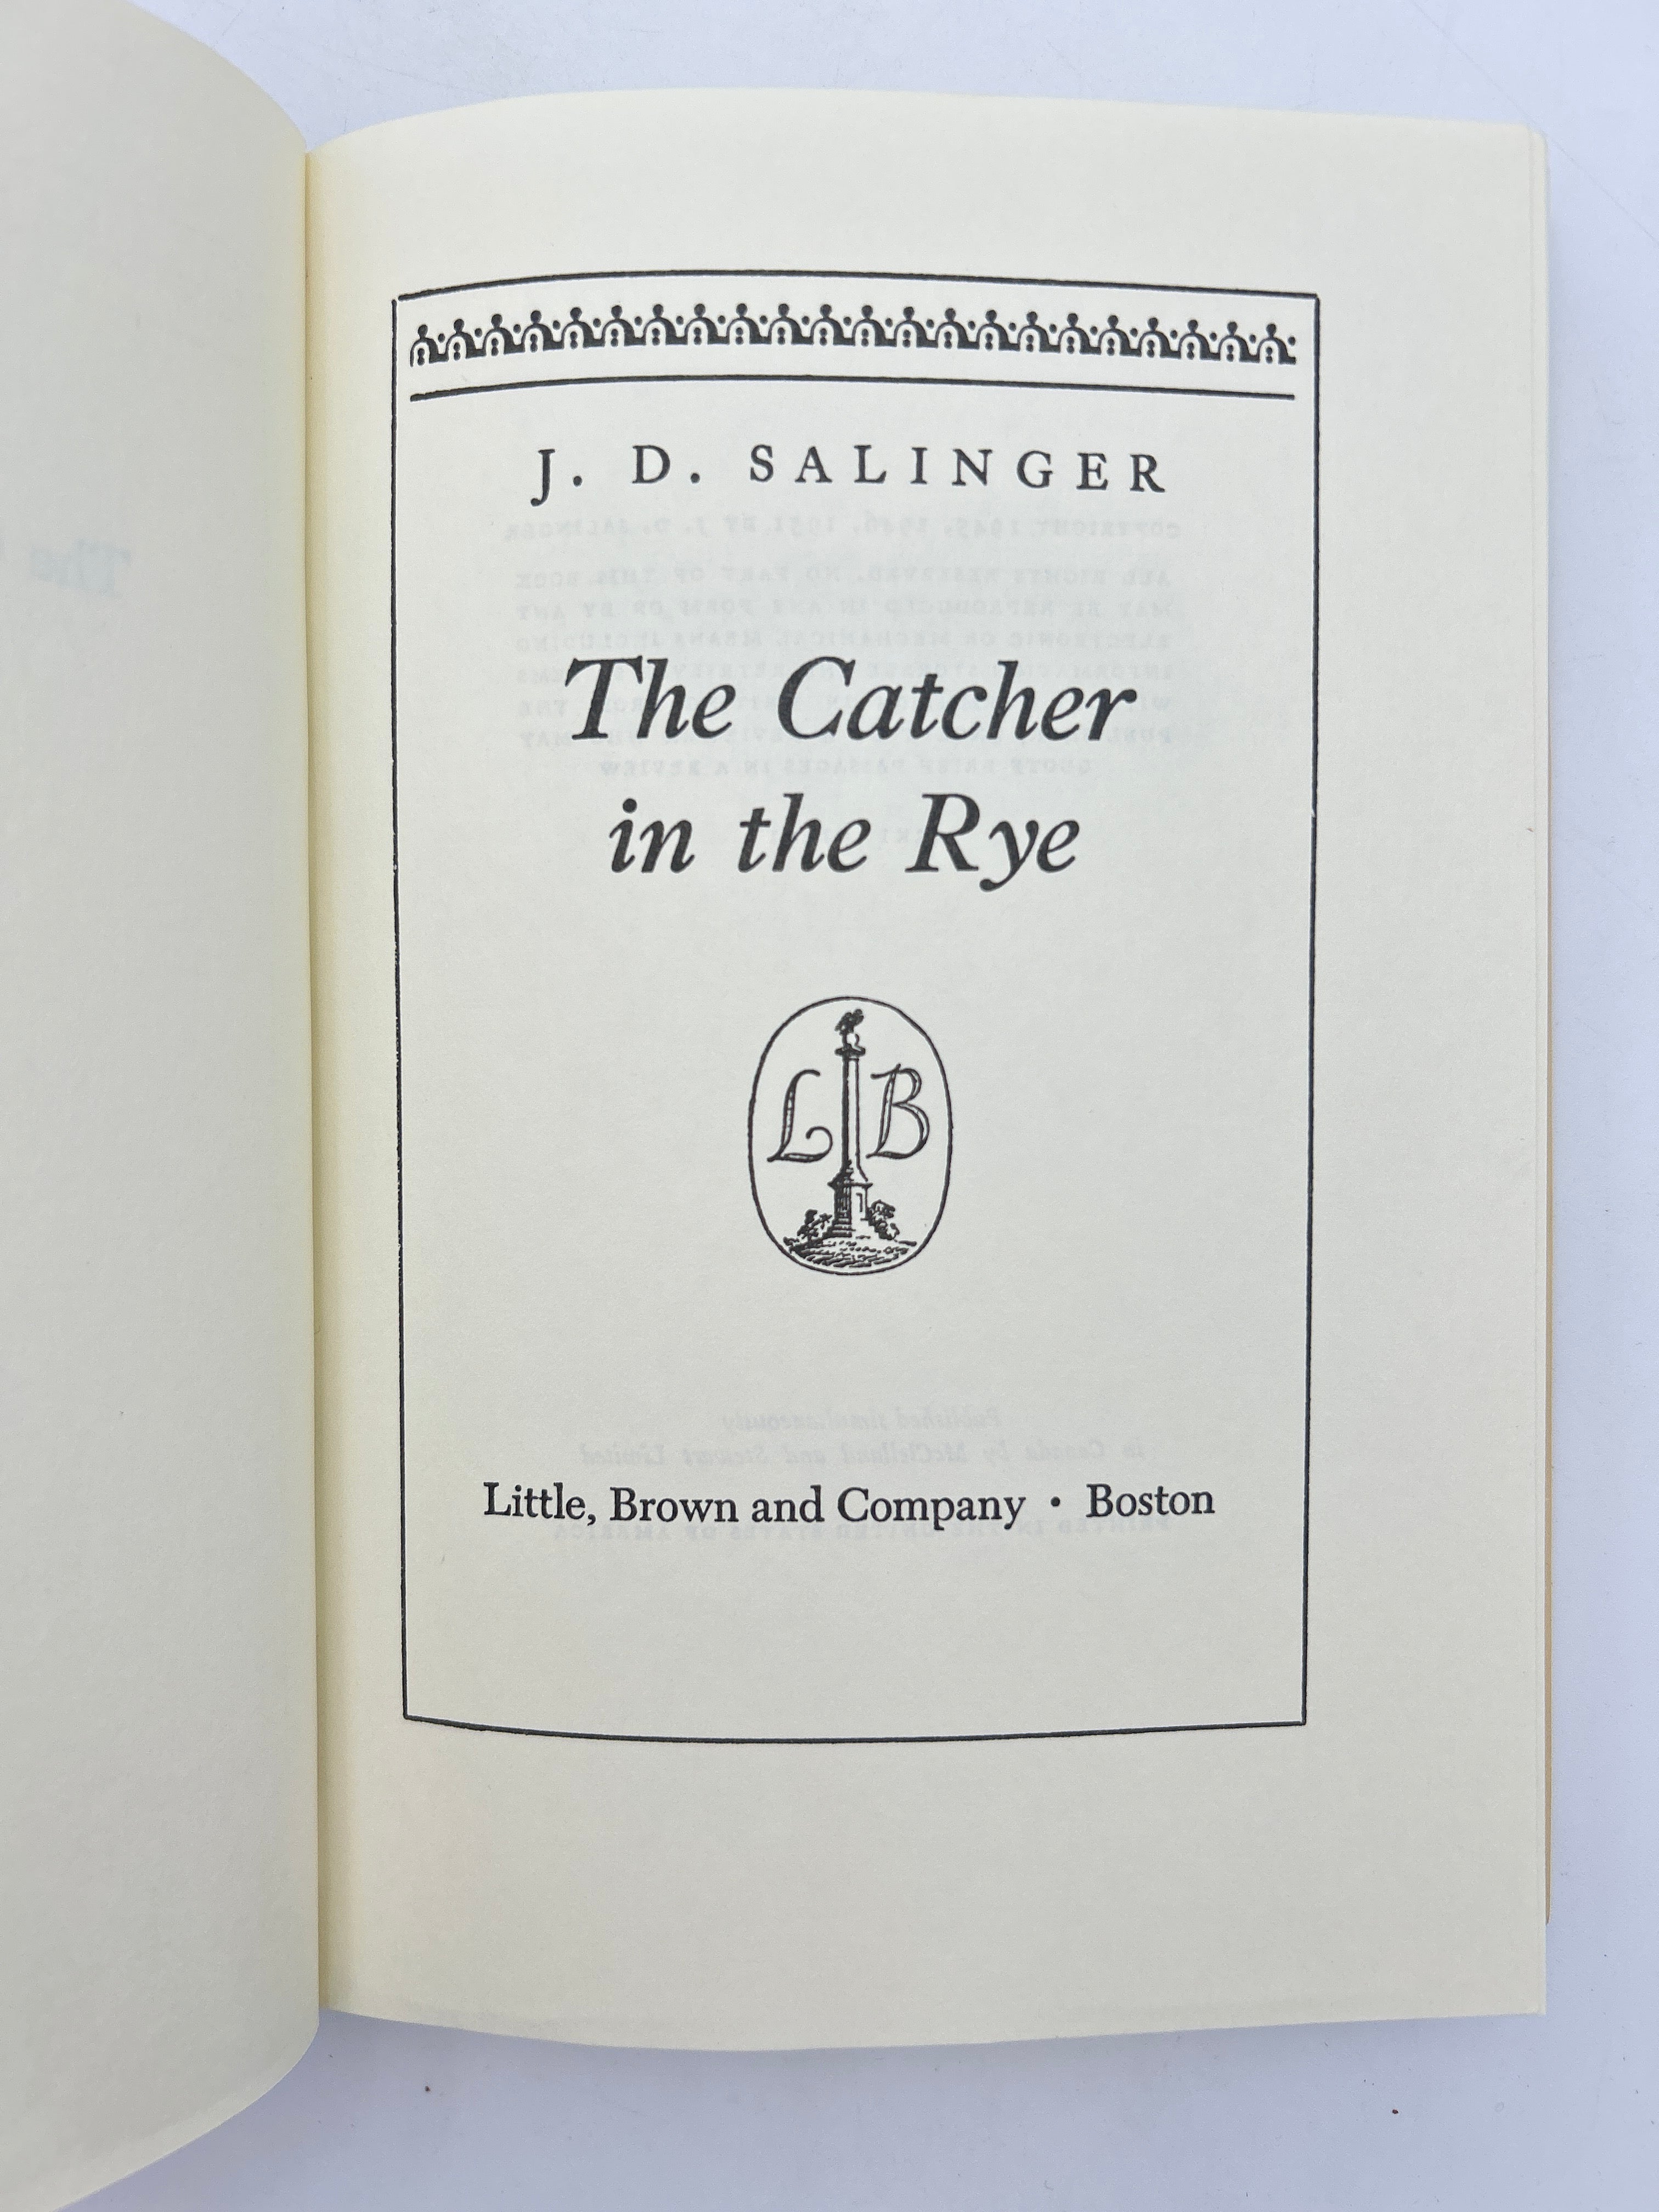 J. D. SALINGER
The Catcher
in the Rye
L B
Little, Brown and Company · Boston